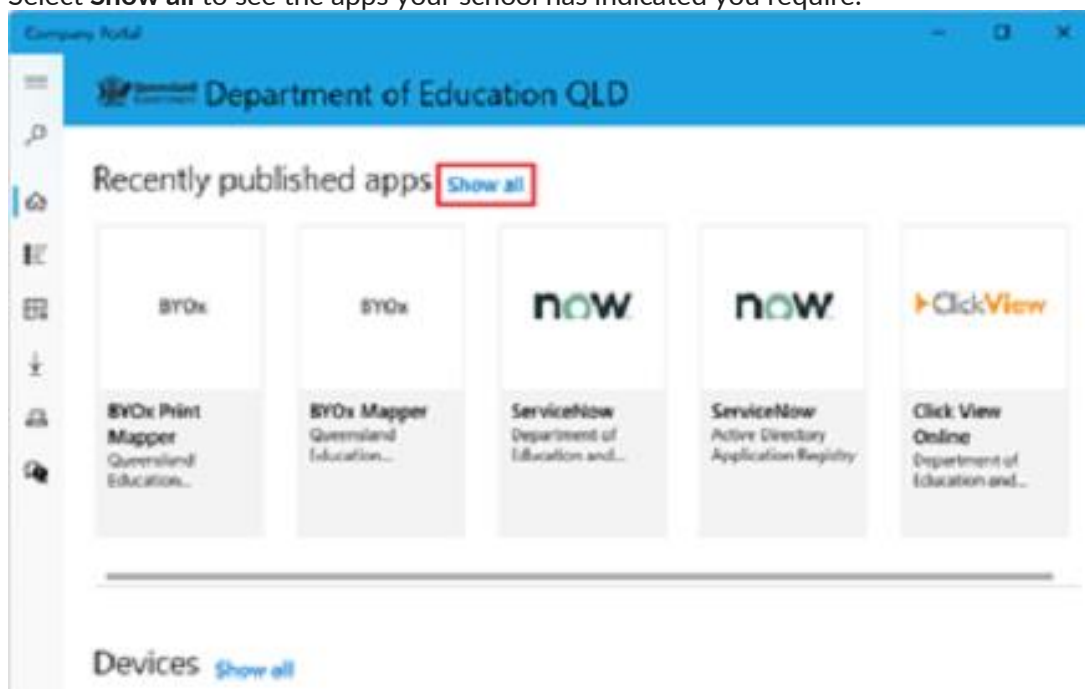 Select Show all to see the apps your school has indicated you require.
Company Portal
Queensland Government Department of Education QLD
Recently published apps Show all
BYOx
BYOx
now
now
ClickView
BYOx Print Mapper
Queensland Education...
BYOx Mapper
Queensland Education...
ServiceNow
Department of Education and...
ServiceNow
Active Directory Application Registry
Click View Online
Department of Education and...
Devices Show all